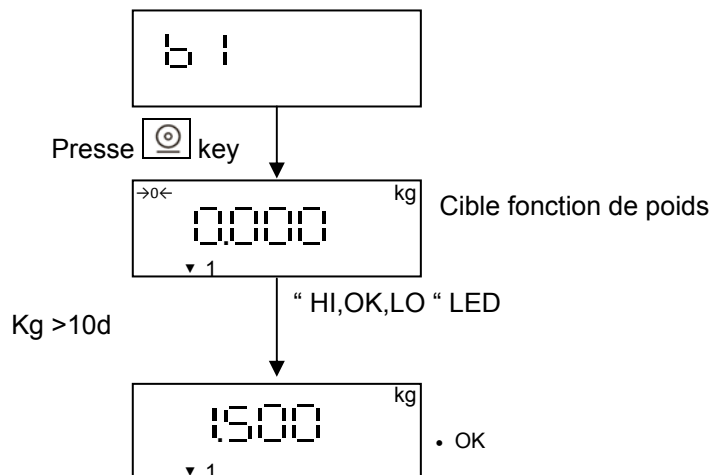 b 1
Presse key
→0← kg
0.000
▼ 1
Cible fonction de poids
“ HI,OK,LO “ LED
Kg >10d
kg
1.500
• OK
▼ 1